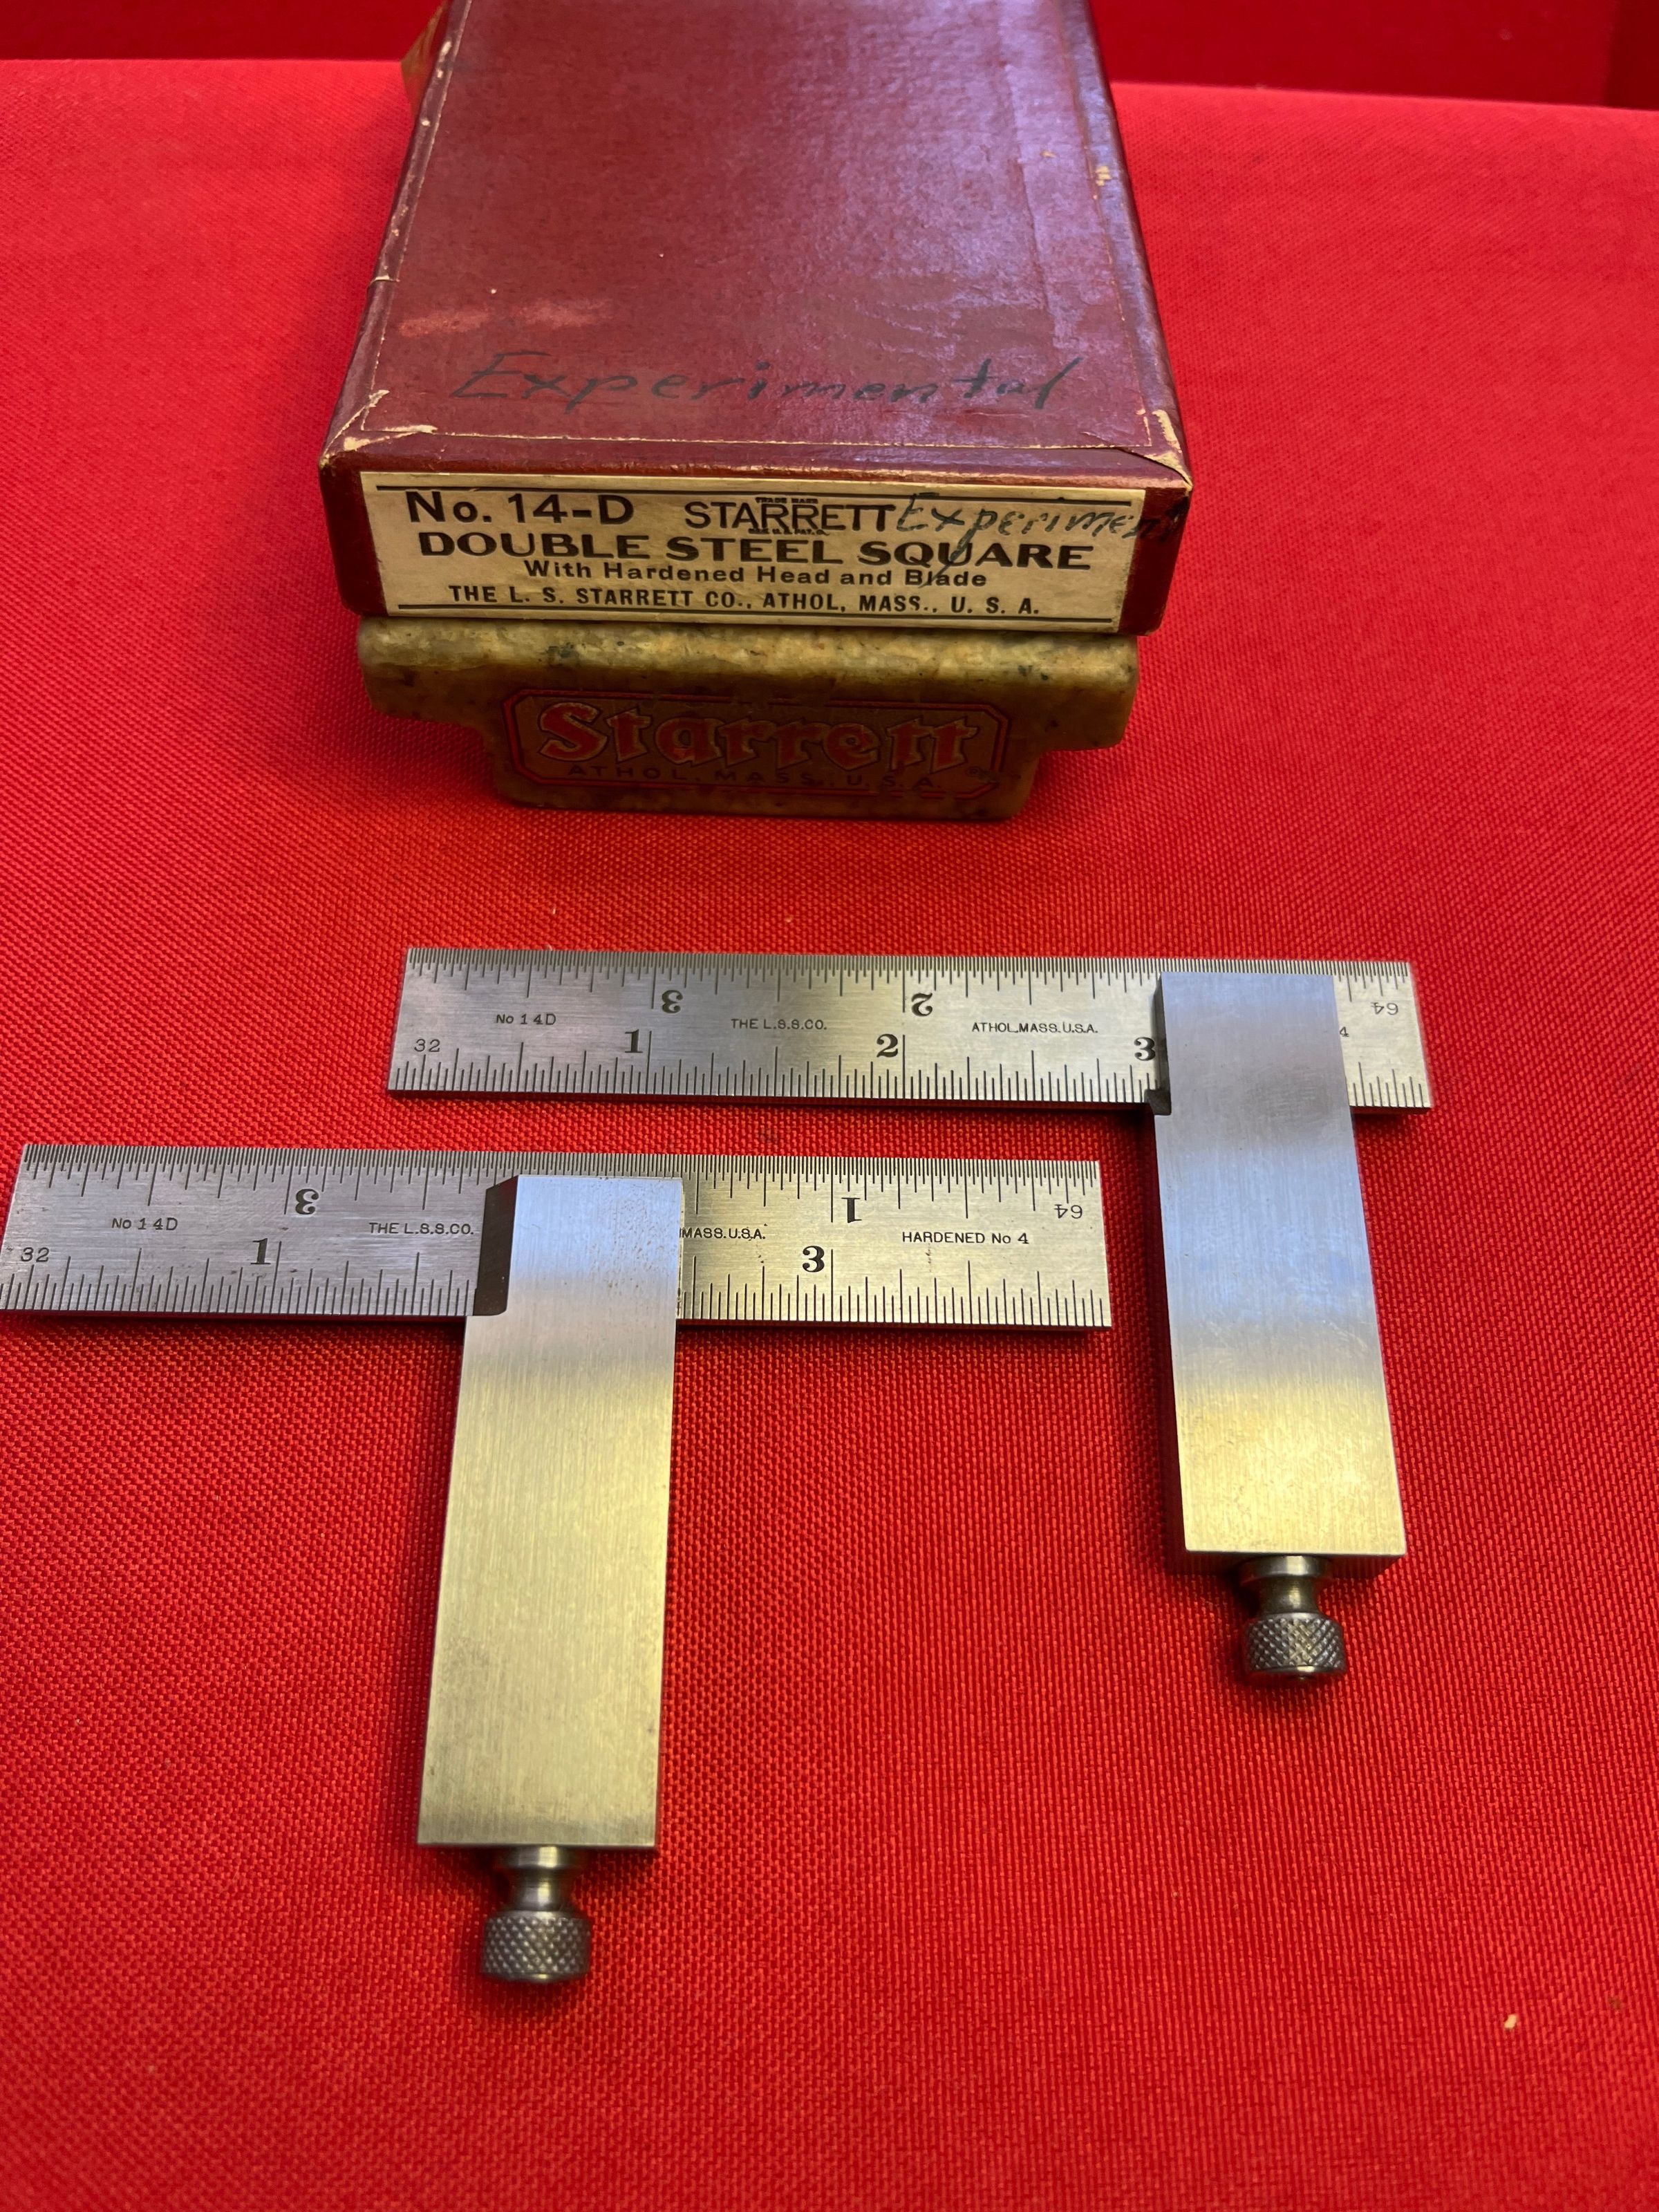 Experimental
No. 14-D STARRETT Experiment
DOUBLE STEEL SQUARE
With Hardened Head and Blade
THE L. S. STARRETT CO., ATHOL, MASS., U. S. A.
Starrett
ATHOL, MASS. U.S.A.
3 2 64
No 14D THE L.S.S.CO. ATHOL,MASS.U.S.A. 4
32 1 2 3
3 1 64
No 14D THE L.S.S.CO. MASS.U.S.A. HARDENED No 4
32 1 3